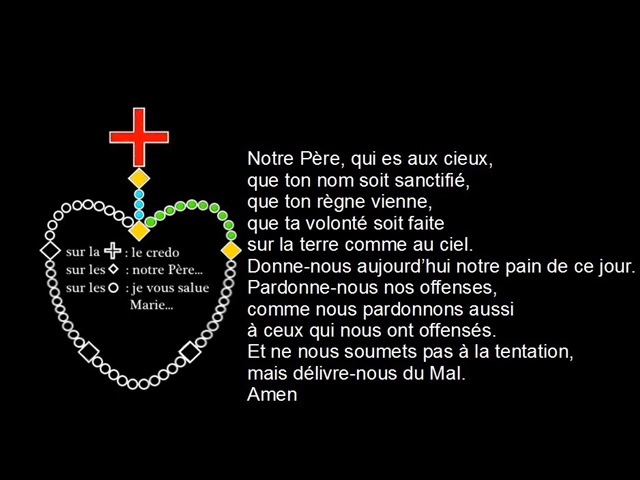 sur la : le credo
sur les : notre Père...
sur les : je vous salue
Marie...
Notre Père, qui es aux cieux,
que ton nom soit sanctifié,
que ton règne vienne,
que ta volonté soit faite
sur la terre comme au ciel.
Donne-nous aujourd’hui notre pain de ce jour.
Pardonne-nous nos offenses,
comme nous pardonnons aussi
à ceux qui nous ont offensés.
Et ne nous soumets pas à la tentation,
mais délivre-nous du Mal.
Amen